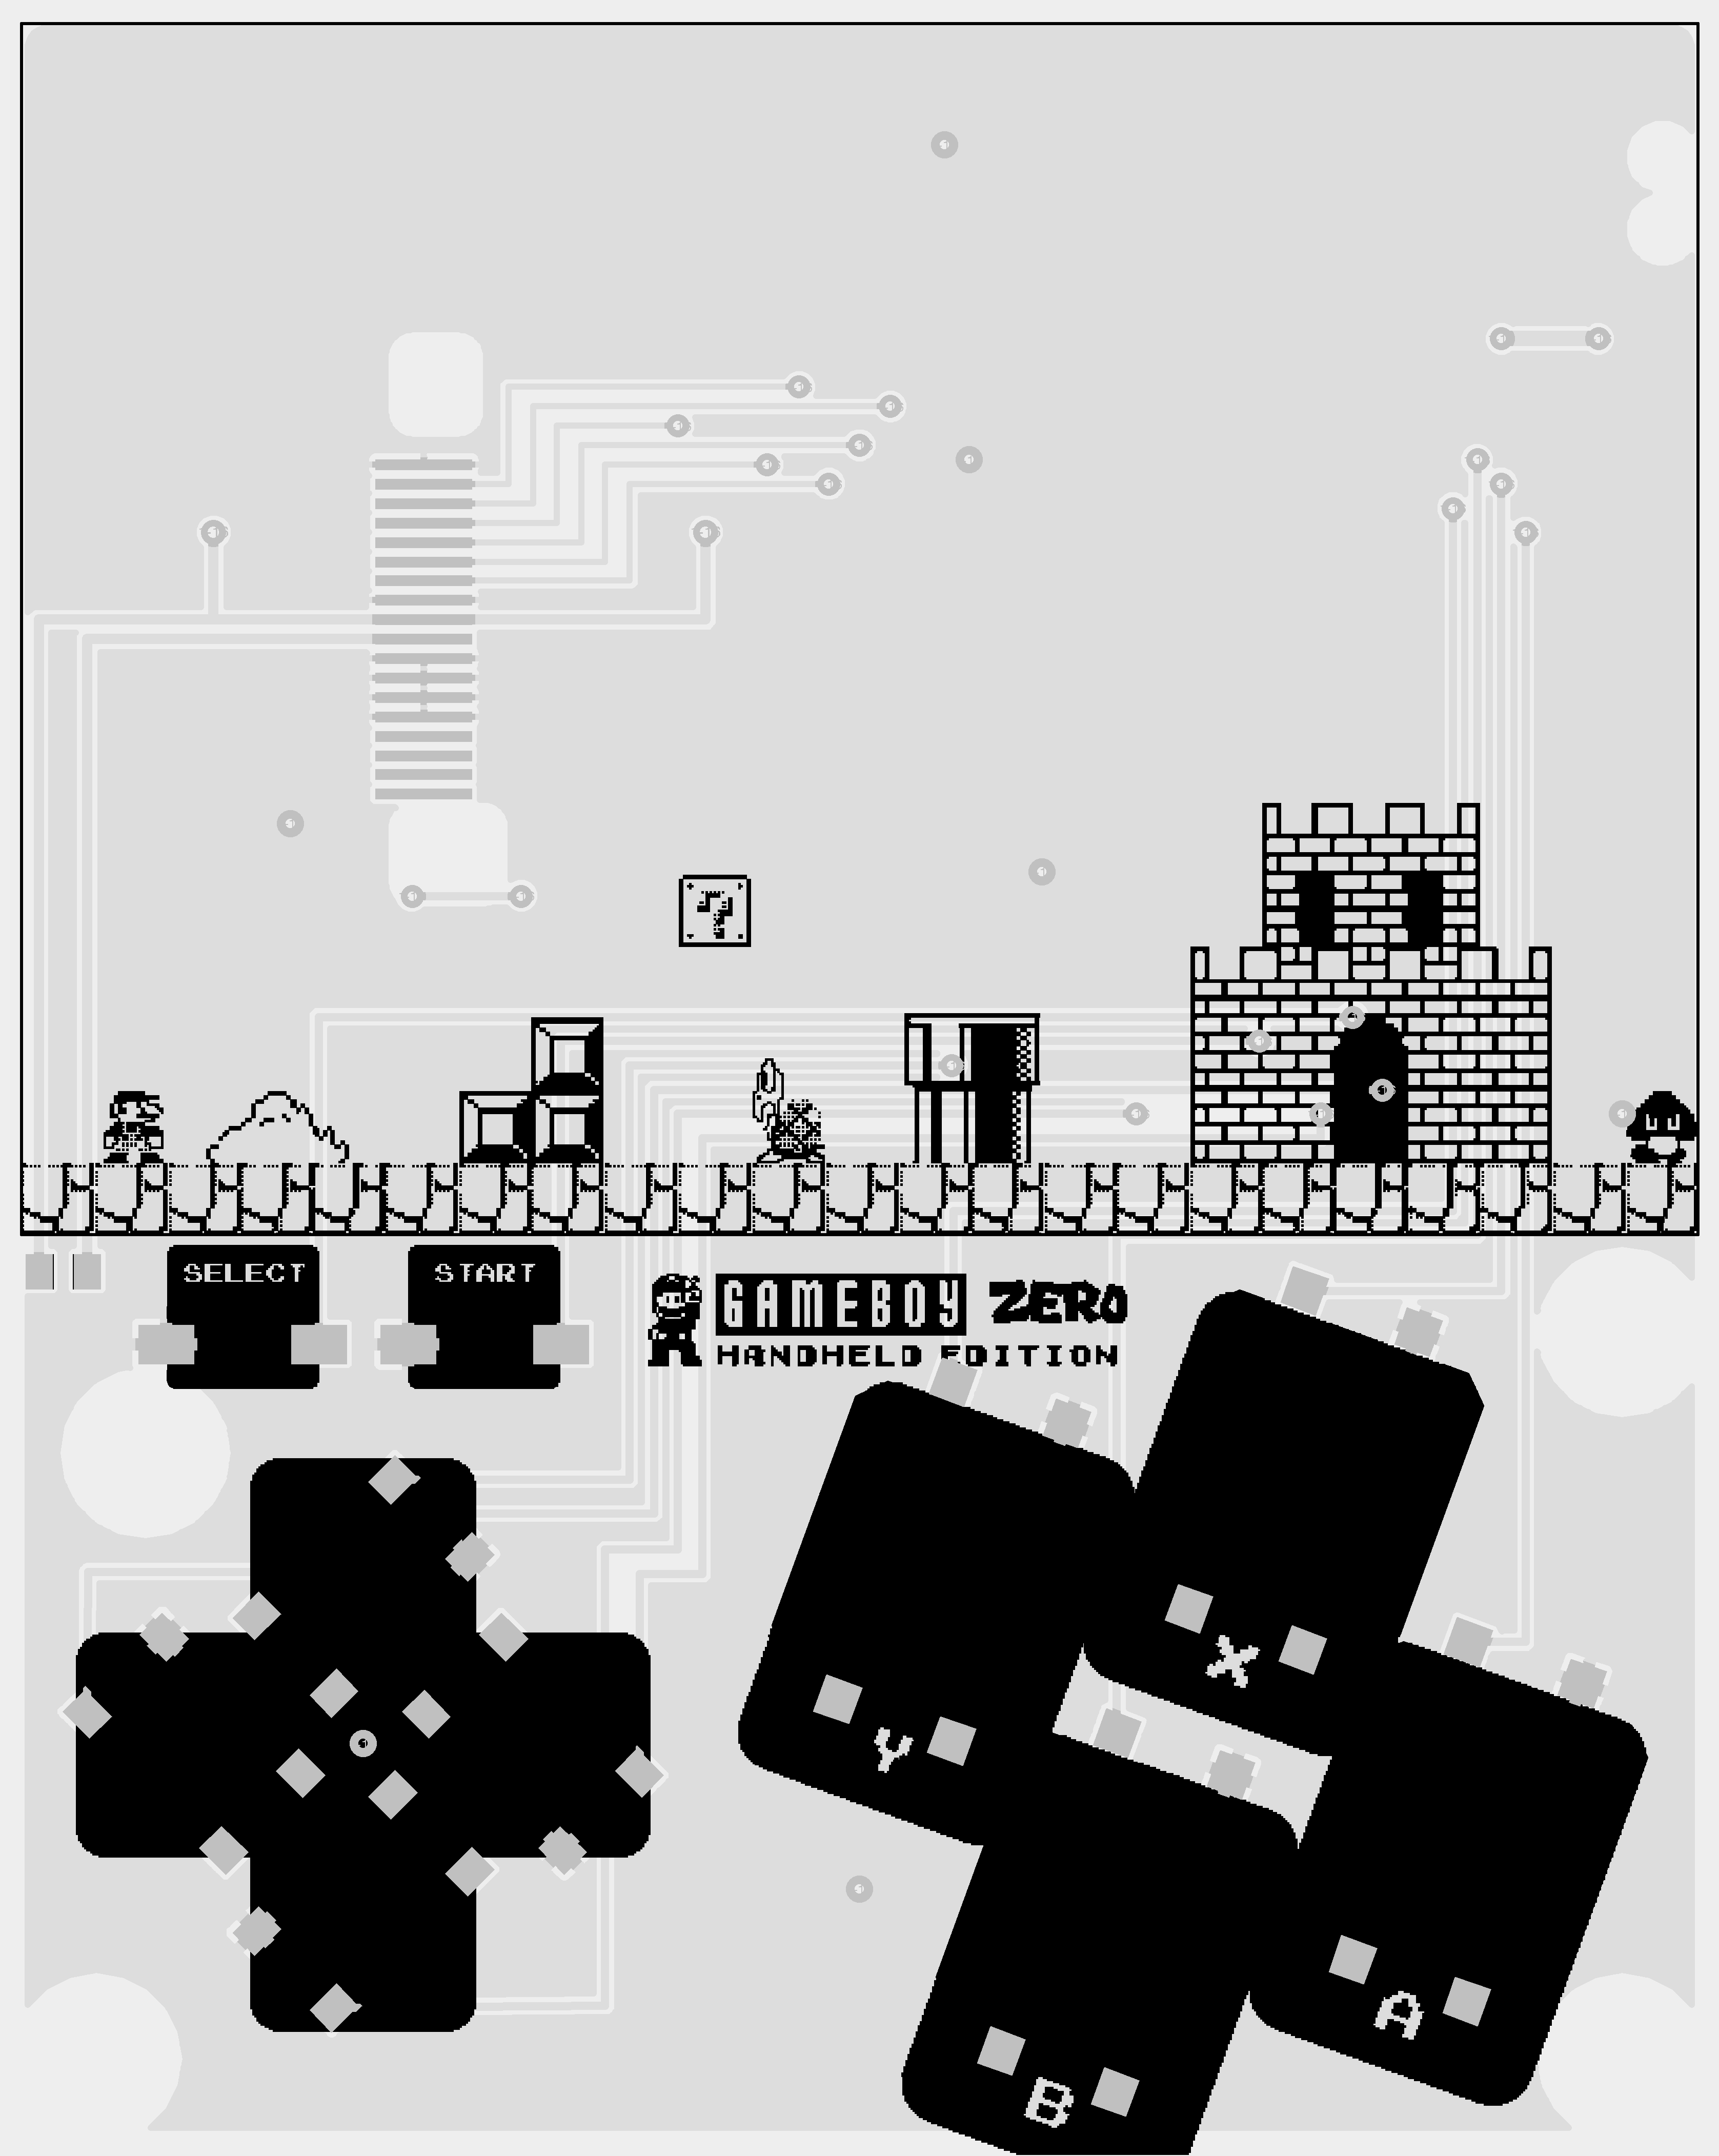 ?
SELECT
START
GAMEBOY ZERO
HANDHELD EDITION
X
Y
A
B